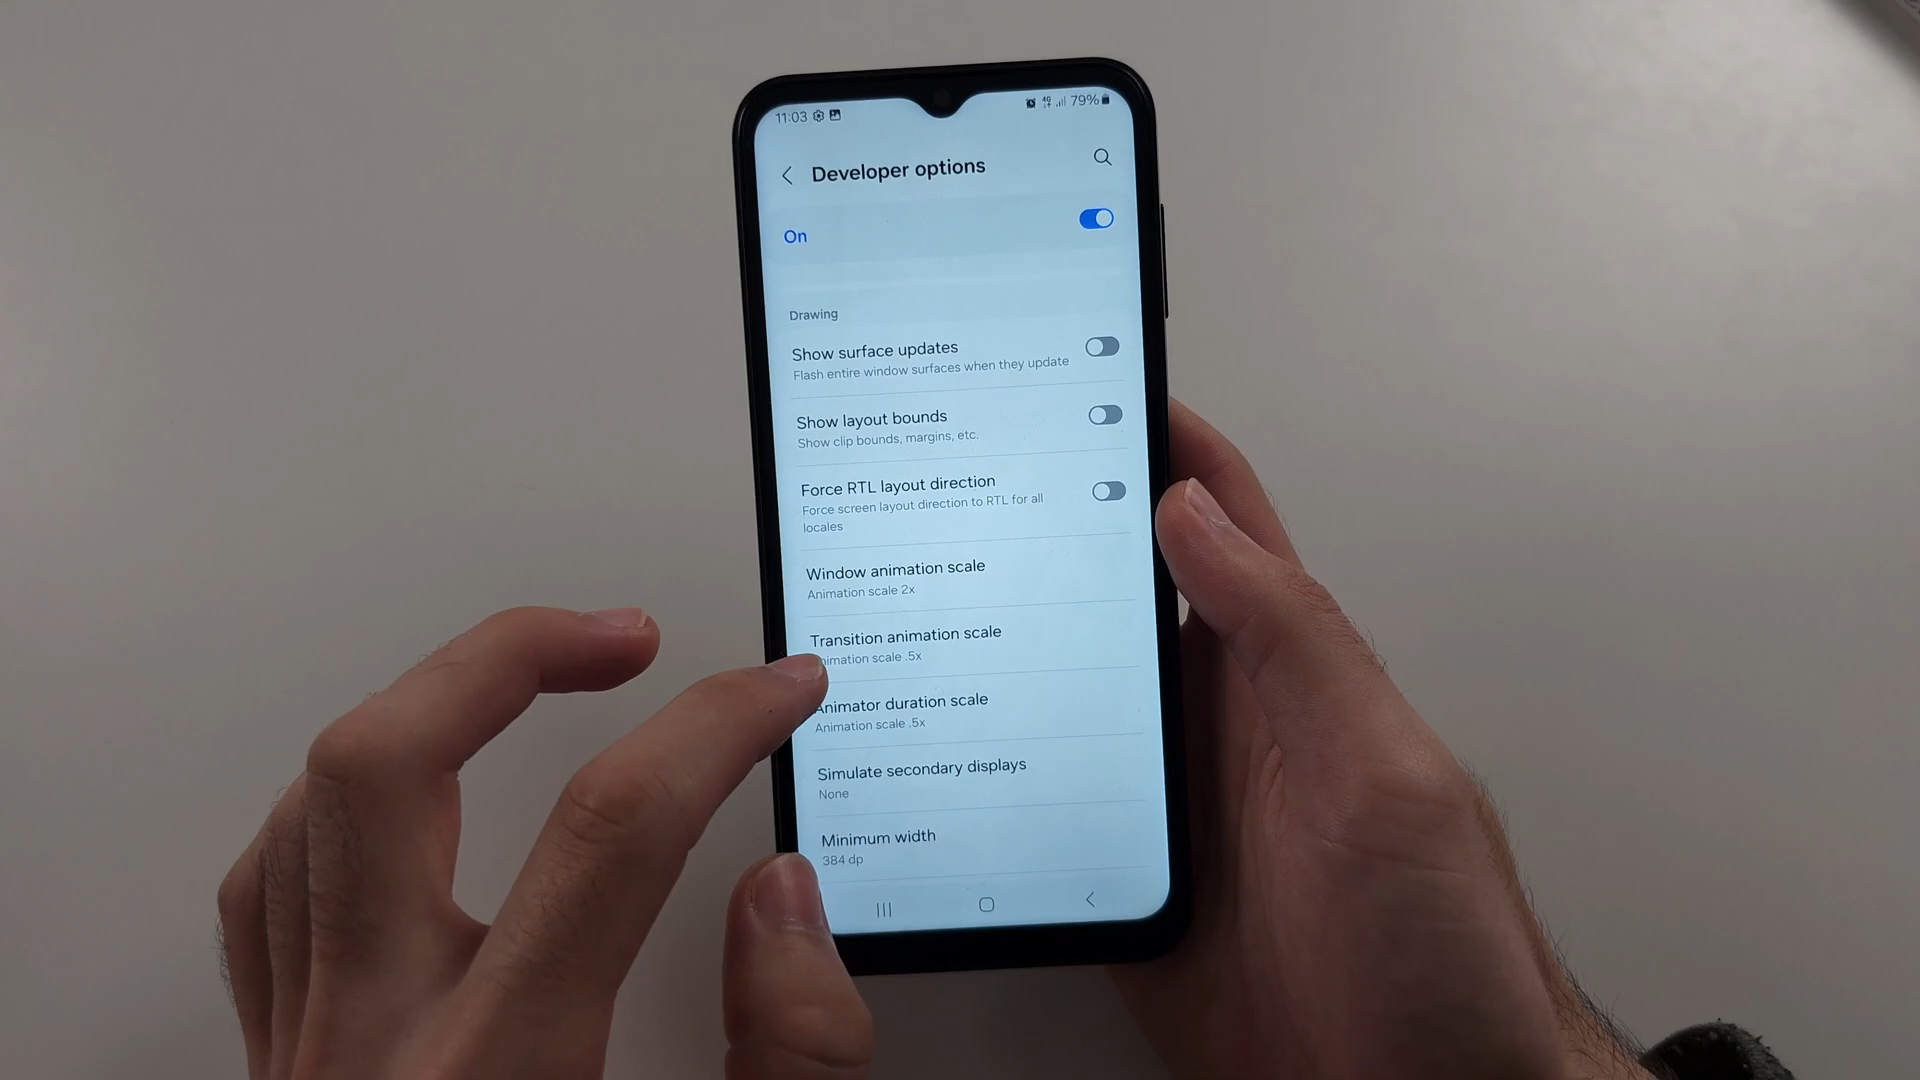 11:03
4G 79%
Developer options
On
Drawing
Show surface updates
Flash entire window surfaces when they update
Show layout bounds
Show clip bounds, margins, etc.
Force RTL layout direction
Force screen layout direction to RTL for all
locales
Window animation scale
Animation scale 2x
Transition animation scale
nimation scale .5x
Animator duration scale
Animation scale .5x
Simulate secondary displays
None
Minimum width
384 dp